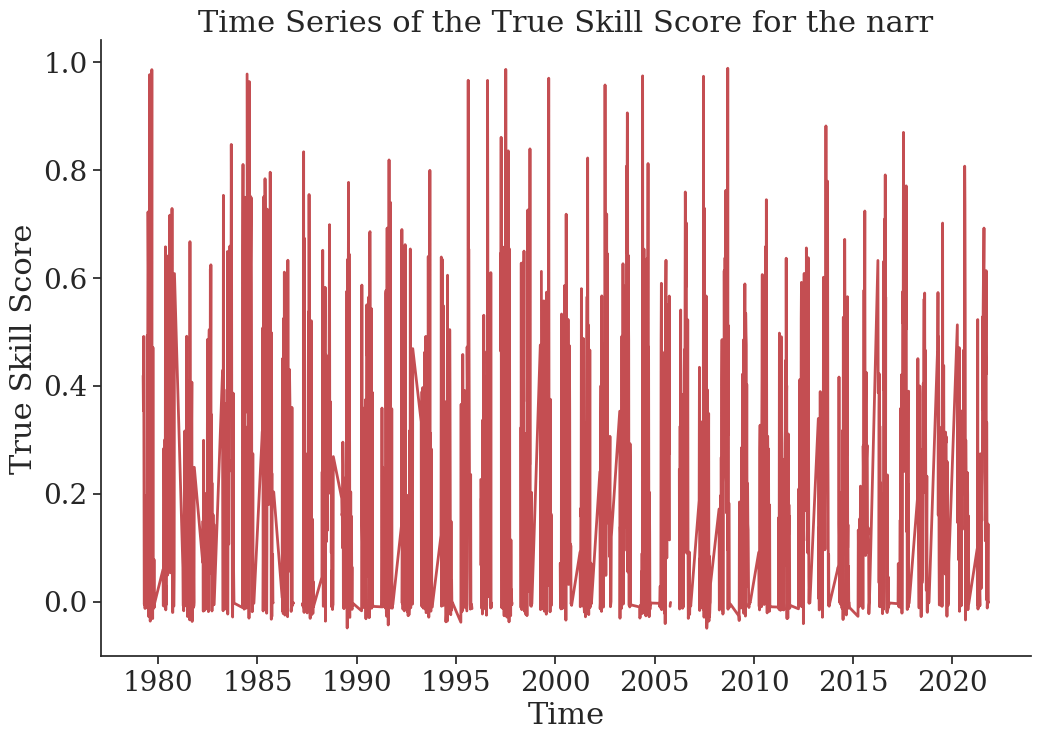 Time Series of the True Skill Score for the narr
1.0
0.8
0.6
0.4
0.2
0.0
True Skill Score
1980 1985 1990 1995 2000 2005 2010 2015 2020
Time